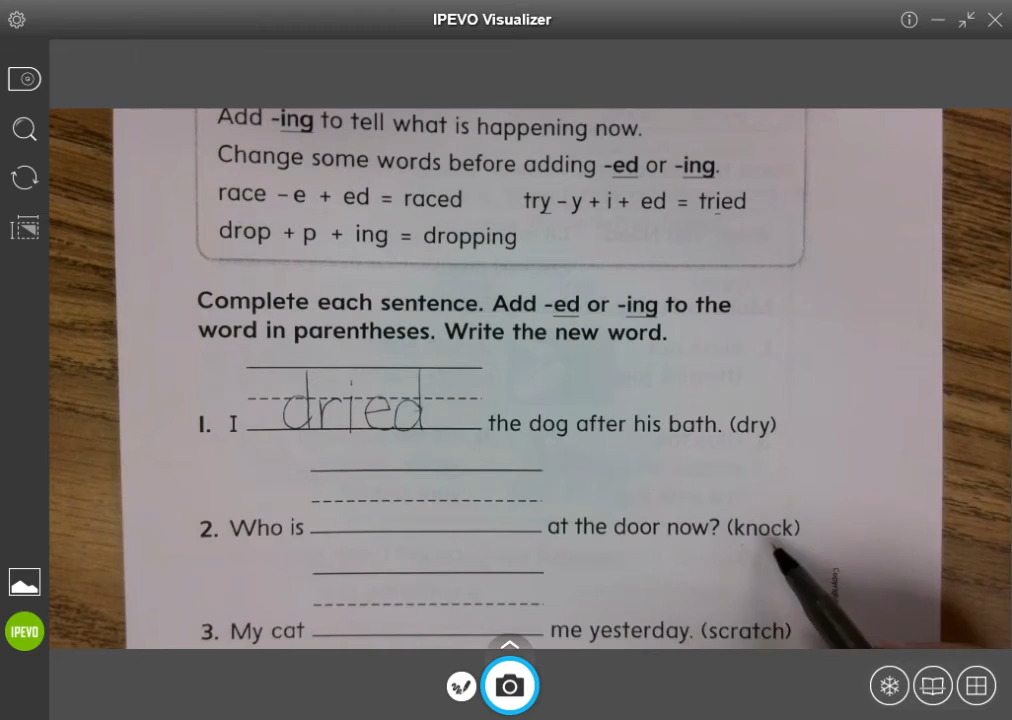 IPEVO Visualizer
Add -ing to tell what is happening now.
Change some words before adding -ed or -ing.
race - e + ed = raced try - y + i + ed = tried
drop + p + ing = dropping
Complete each sentence. Add -ed or -ing to the
word in parentheses. Write the new word.
1. I dried the dog after his bath. (dry)
2. Who is ___ at the door now? (knock)
3. My cat ___ me yesterday. (scratch)
IPEVO